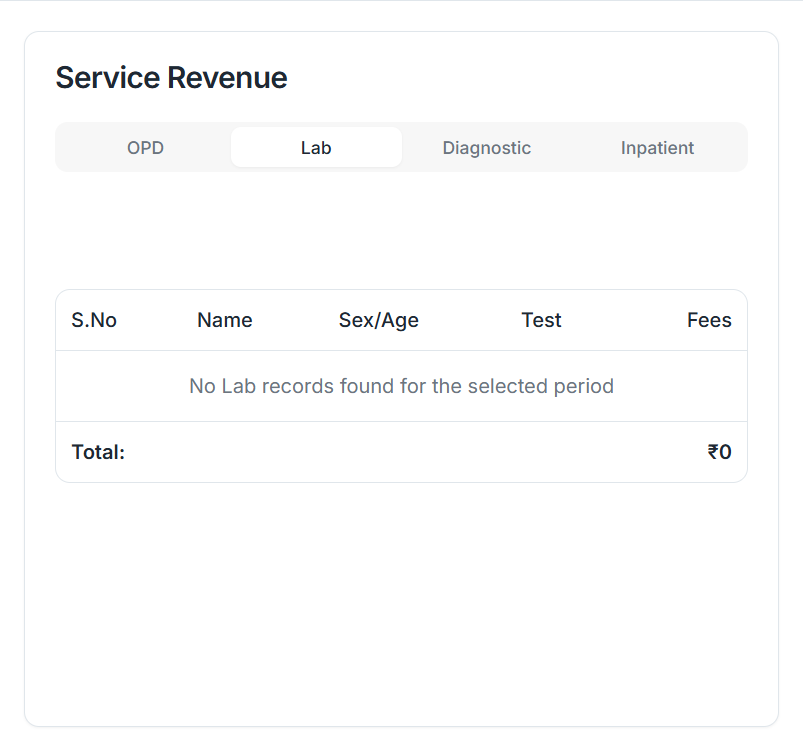 Service Revenue
OPD Lab Diagnostic Inpatient
S.No Name Sex/Age Test Fees
No Lab records found for the selected period
Total: ₹0